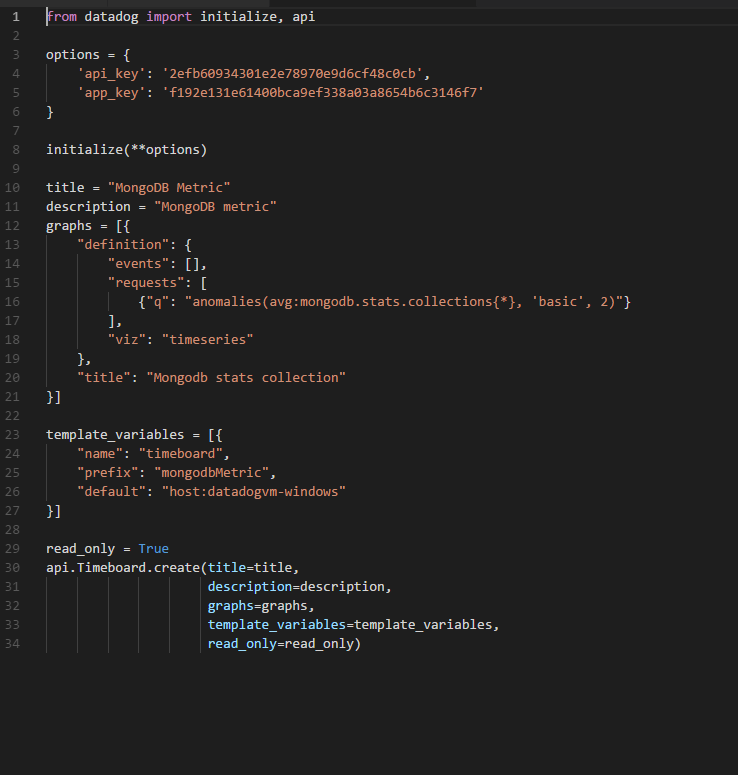 1 from datadog import initialize, api
2
3 options = {
4 'api_key': '2efb60934301e2e78970e9d6cf48c0cb',
5 'app_key': 'f192e131e61400bca9ef338a03a8654b6c3146f7'
6 }
7
8 initialize(**options)
9
10 title = "MongoDB Metric"
11 description = "MongoDB metric"
12 graphs = [{
13 "definition": {
14 "events": [],
15 "requests": [
16 {"q": "anomalies(avg:mongodb.stats.collections{*}, 'basic', 2)"}
17 ],
18 "viz": "timeseries"
19 },
20 "title": "Mongodb stats collection"
21 }]
22
23 template_variables = [{
24 "name": "timeboard",
25 "prefix": "mongodbMetric",
26 "default": "host:datadogvm-windows"
27 }]
28
29 read_only = True
30 api.Timeboard.create(title=title,
31 description=description,
32 graphs=graphs,
33 template_variables=template_variables,
34 read_only=read_only)